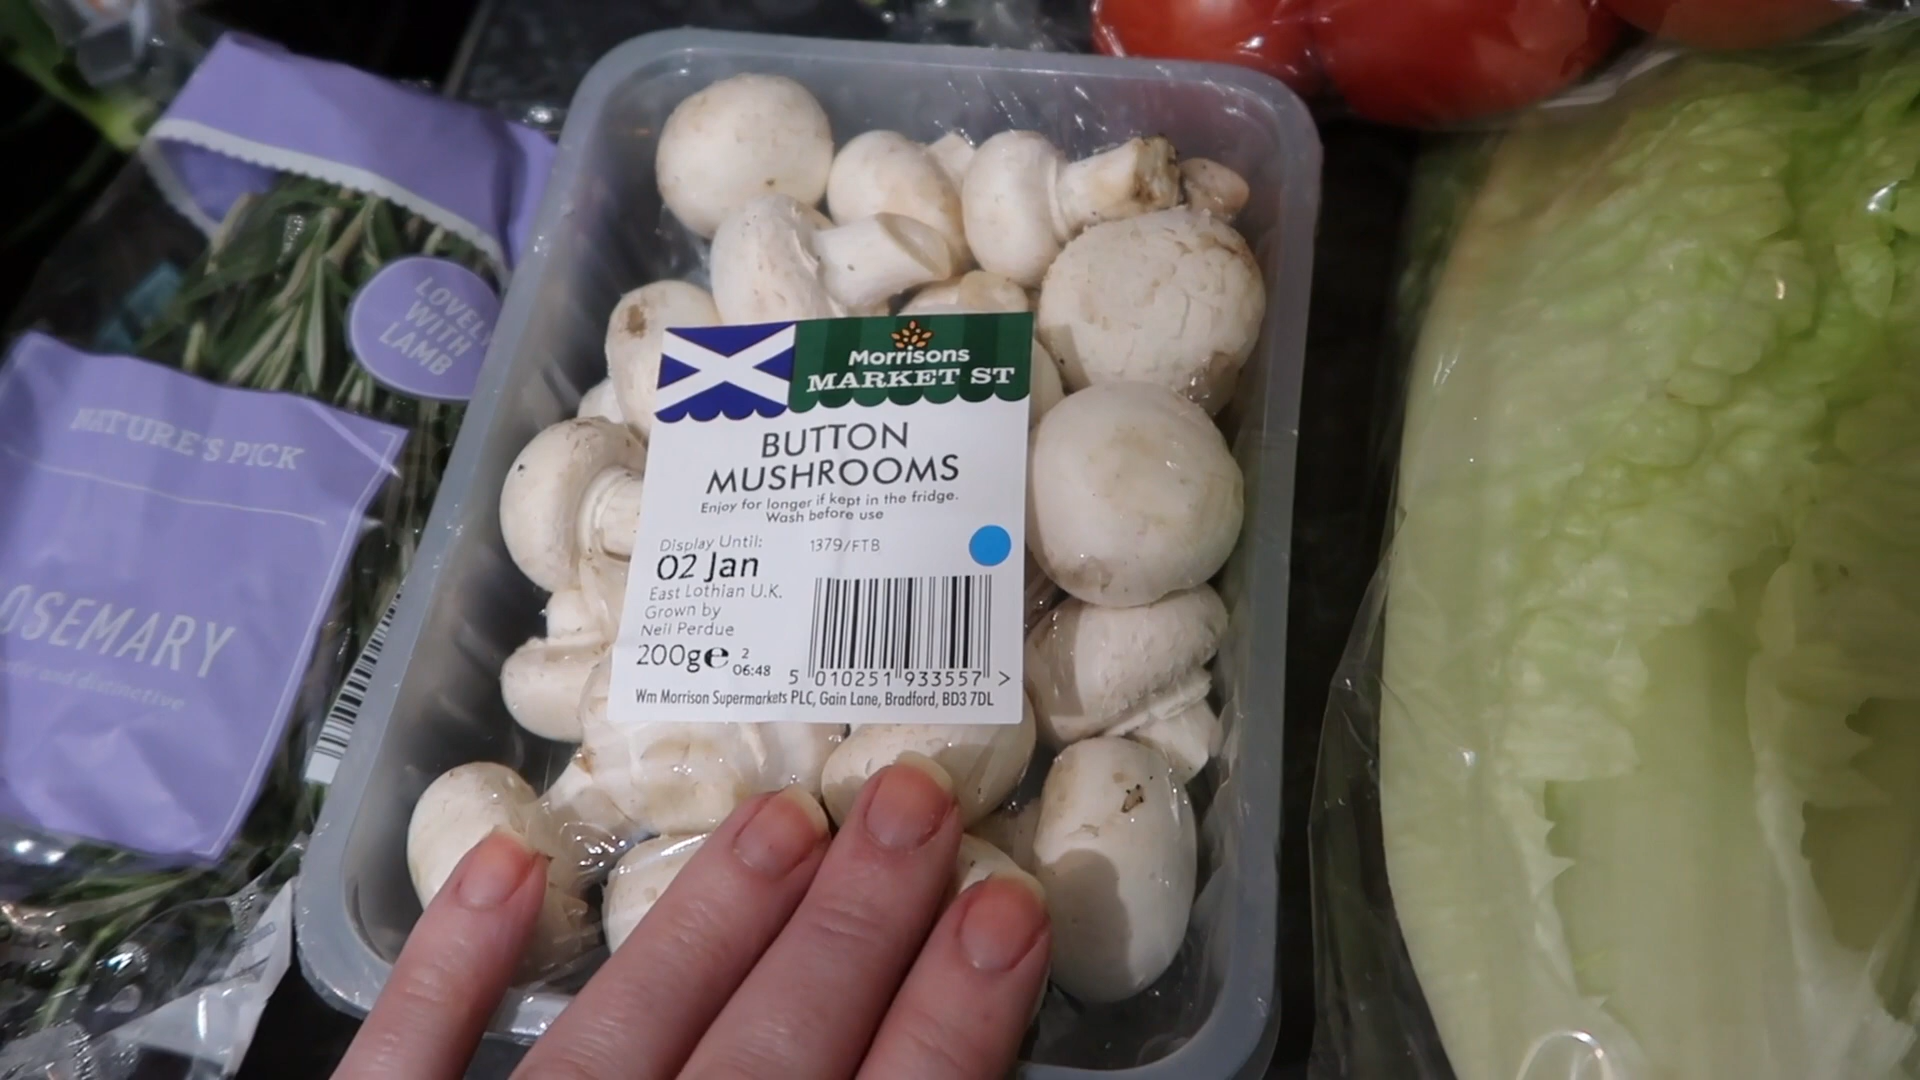 LOVELY
WITH
LAMB
NATURE'S PICK
OSEMARY
and distinctive
Morrisons
MARKET ST
BUTTON
MUSHROOMS
Enjoy for longer if kept in the fridge.
Wash before use
Display Until:
1379/FTB
02 Jan
East Lothian U.K.
Grown by
Neil Perdue
200g℮
2
06:48
5 010251 933557 >
Wm Morrison Supermarkets PLC, Gain Lane, Bradford, BD3 7DL